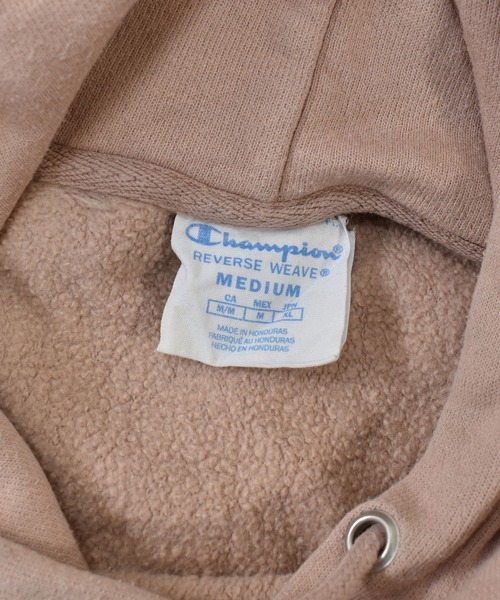 Champion®
REVERSE WEAVE®
MEDIUM
CA MEX JPN
M/M M XL
MADE IN HONDURAS
FABRIQUÉ AU HONDURAS
HECHO EN HONDURAS